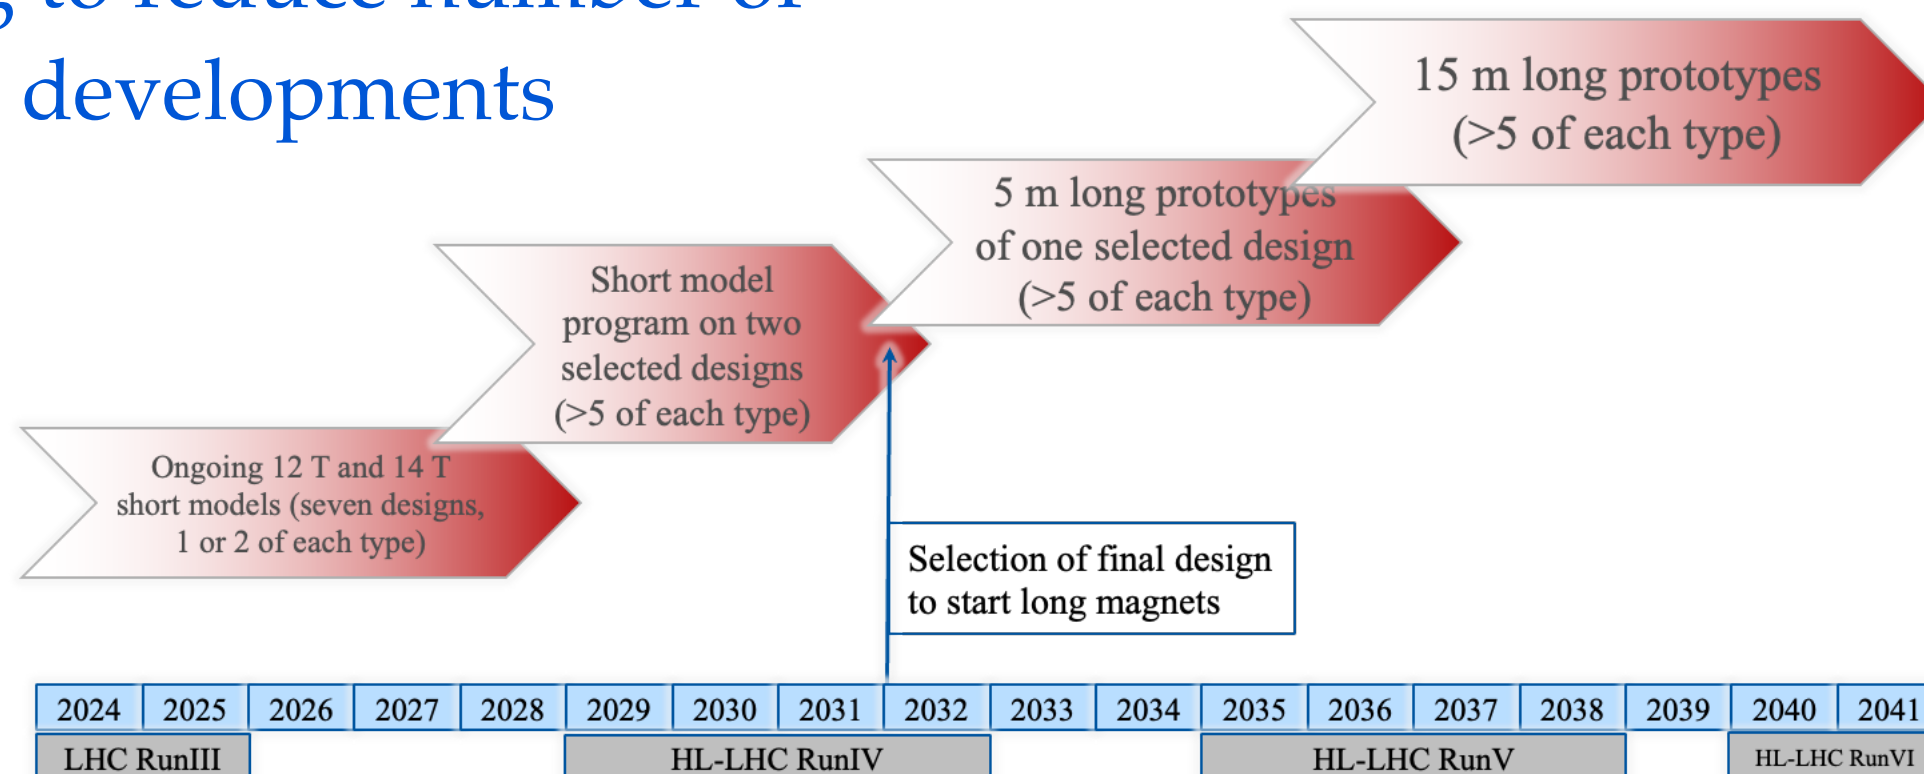 to reduce number of
developments
15 m long prototypes
(>5 of each type)
5 m long prototypes
of one selected design
(>5 of each type)
Short model
program on two
selected designs
(>5 of each type)
Ongoing 12 T and 14 T
short models (seven designs,
1 or 2 of each type)
Selection of final design
to start long magnets
2024 2025 2026 2027 2028 2029 2030 2031 2032 2033 2034 2035 2036 2037 2038 2039 2040 2041
LHC RunIII HL-LHC RunIV HL-LHC RunV HL-LHC RunVI